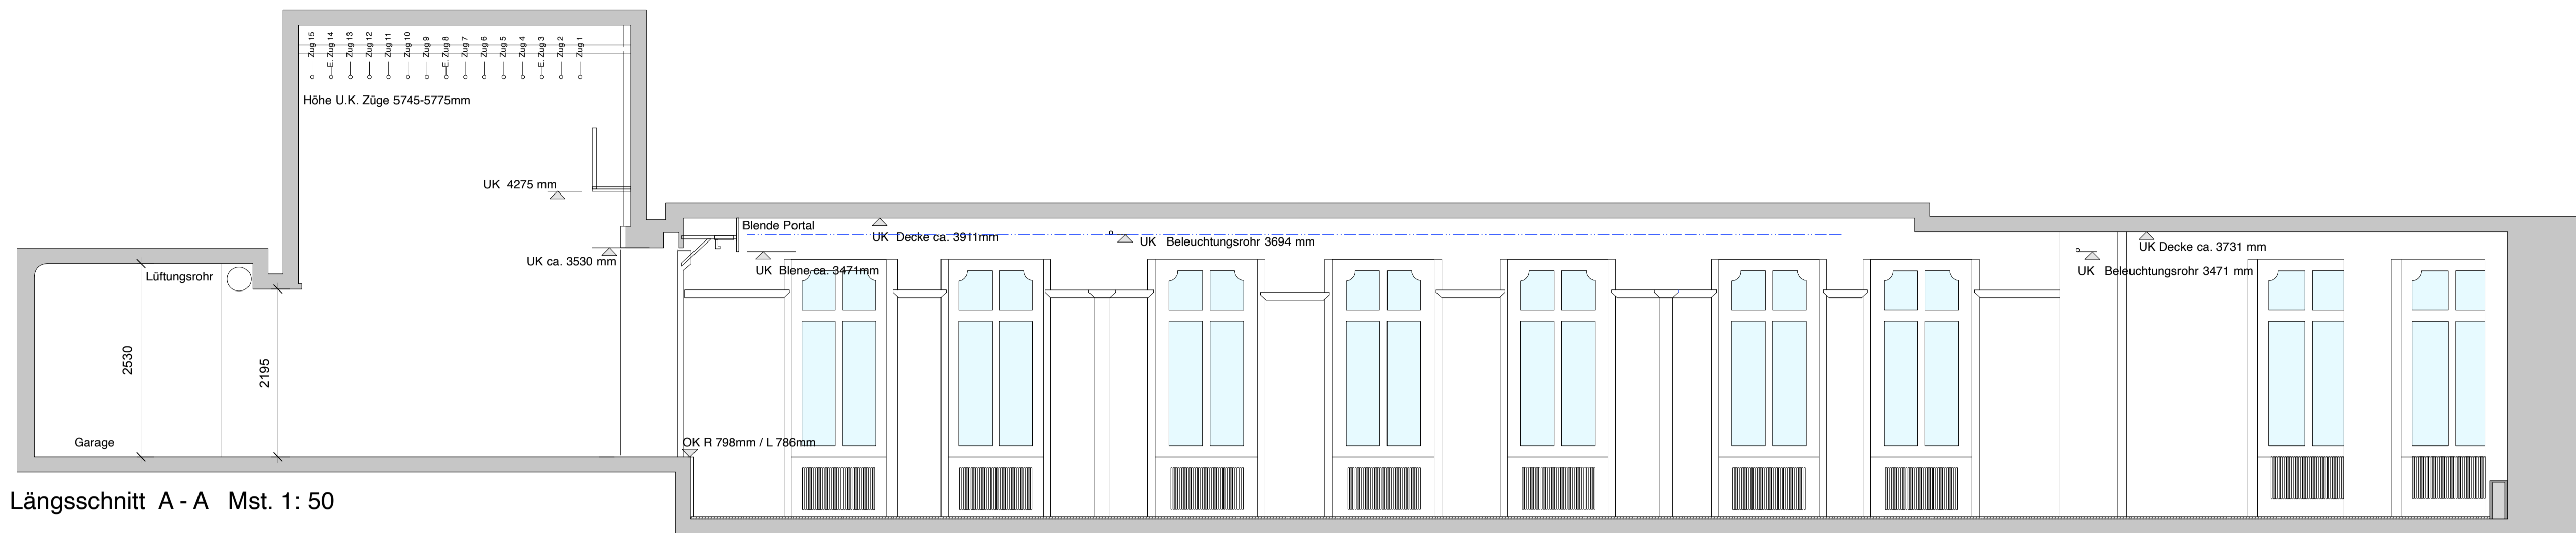 Zug 15
E. Zug 14
Zug 13
Zug 12
Zug 11
Zug 10
Zug 9
E. Zug 8
Zug 7
Zug 6
Zug 5
Zug 4
E. Zug 3
Zug 2
Zug 1
Höhe U.K. Züge 5745-5775mm
UK 4275 mm
UK ca. 3530 mm
Blende Portal
UK Decke ca. 3911mm
UK Beleuchtungsrohr 3694 mm
UK Blene ca. 3471mm
UK Decke ca. 3731 mm
UK Beleuchtungsrohr 3471 mm
Lüftungsrohr
2530
2195
Garage
OK R 798mm / L 786mm
Längsschnitt A - A Mst. 1: 50